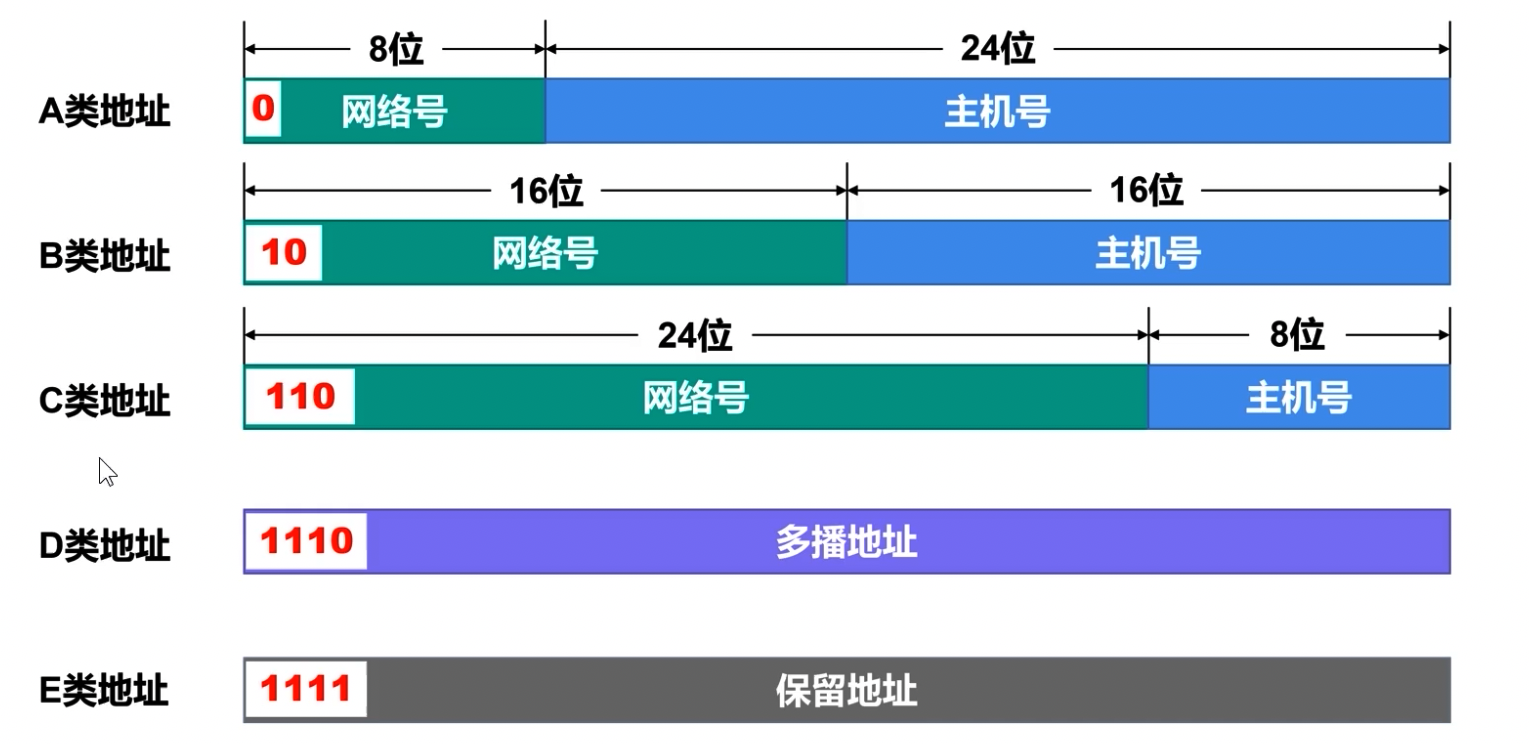 8位 24位
A类地址 0 网络号 主机号
16位 16位
B类地址 10 网络号 主机号
24位 8位
C类地址 110 网络号 主机号
D类地址 1110 多播地址
E类地址 1111 保留地址